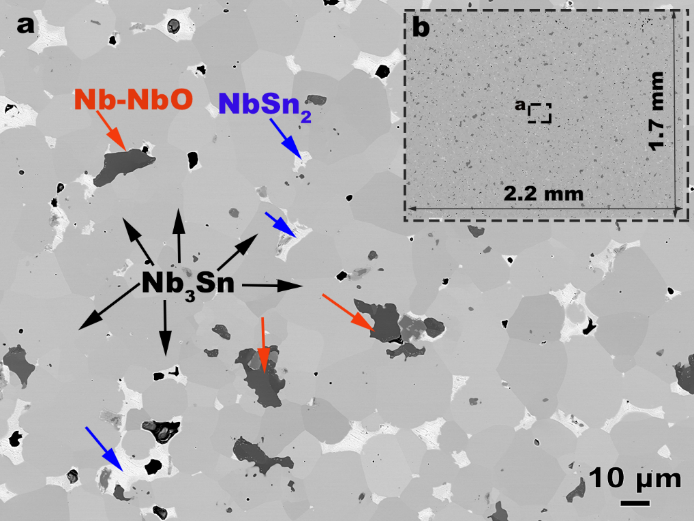 a
b
Nb-NbO
NbSn₂
a
1.7 mm
2.2 mm
Nb₃Sn
10 µm